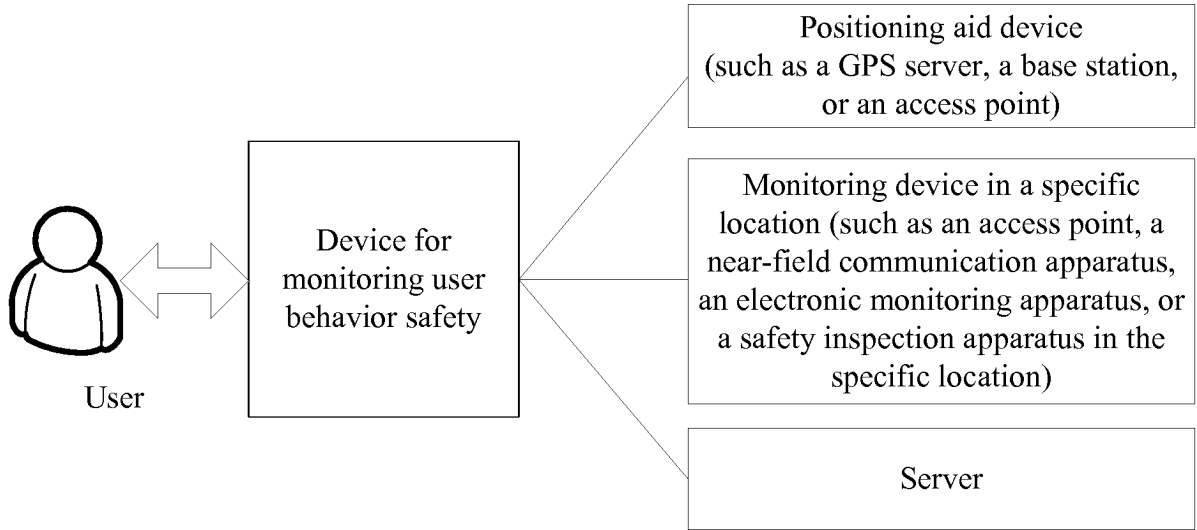 User
Device for
monitoring user
behavior safety
Positioning aid device
(such as a GPS server, a base station,
or an access point)
Monitoring device in a specific
location (such as an access point, a
near-field communication apparatus,
an electronic monitoring apparatus, or
a safety inspection apparatus in the
specific location)
Server